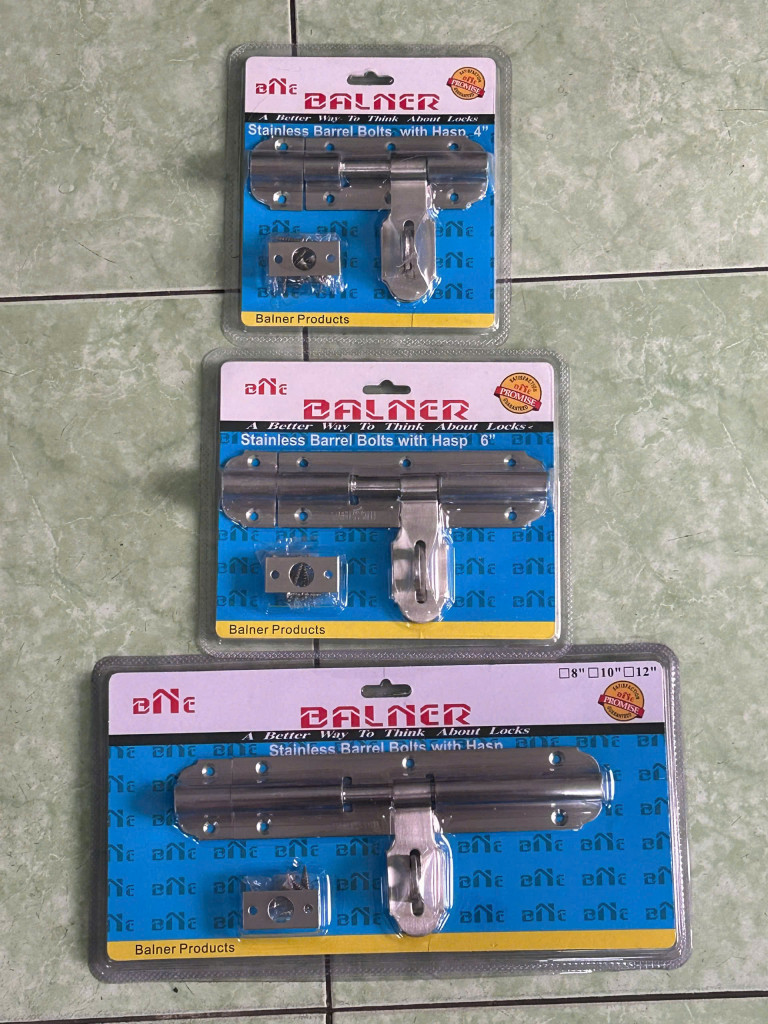 BNE
BALNER
SATISFACTION
BNE
PROMISE
GUARANTEED
A Better Way To Think About Locks
Stainless Barrel Bolts with Hasp 4"
Balner Products
BNE
BALNER
SATISFACTION
BNE
PROMISE
GUARANTEED
A Better Way To Think About Locks
Stainless Barrel Bolts with Hasp 6"
Balner Products
☐8" ☐10" ☐12"
BNE
BALNER
SATISFACTION
BNE
PROMISE
GUARANTEED
A Better Way To Think About Locks
Stainless Barrel Bolts with Hasp
Balner Products